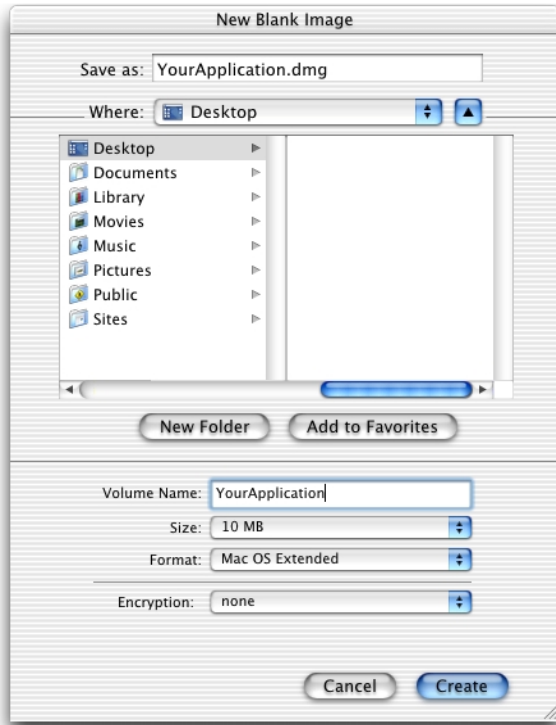 New Blank Image
Save as: YourApplication.dmg
Where: Desktop
Desktop
Documents
Library
Movies
Music
Pictures
Public
Sites
New Folder Add to Favorites
Volume Name: YourApplication
Size: 10 MB
Format: Mac OS Extended
Encryption: none
Cancel Create